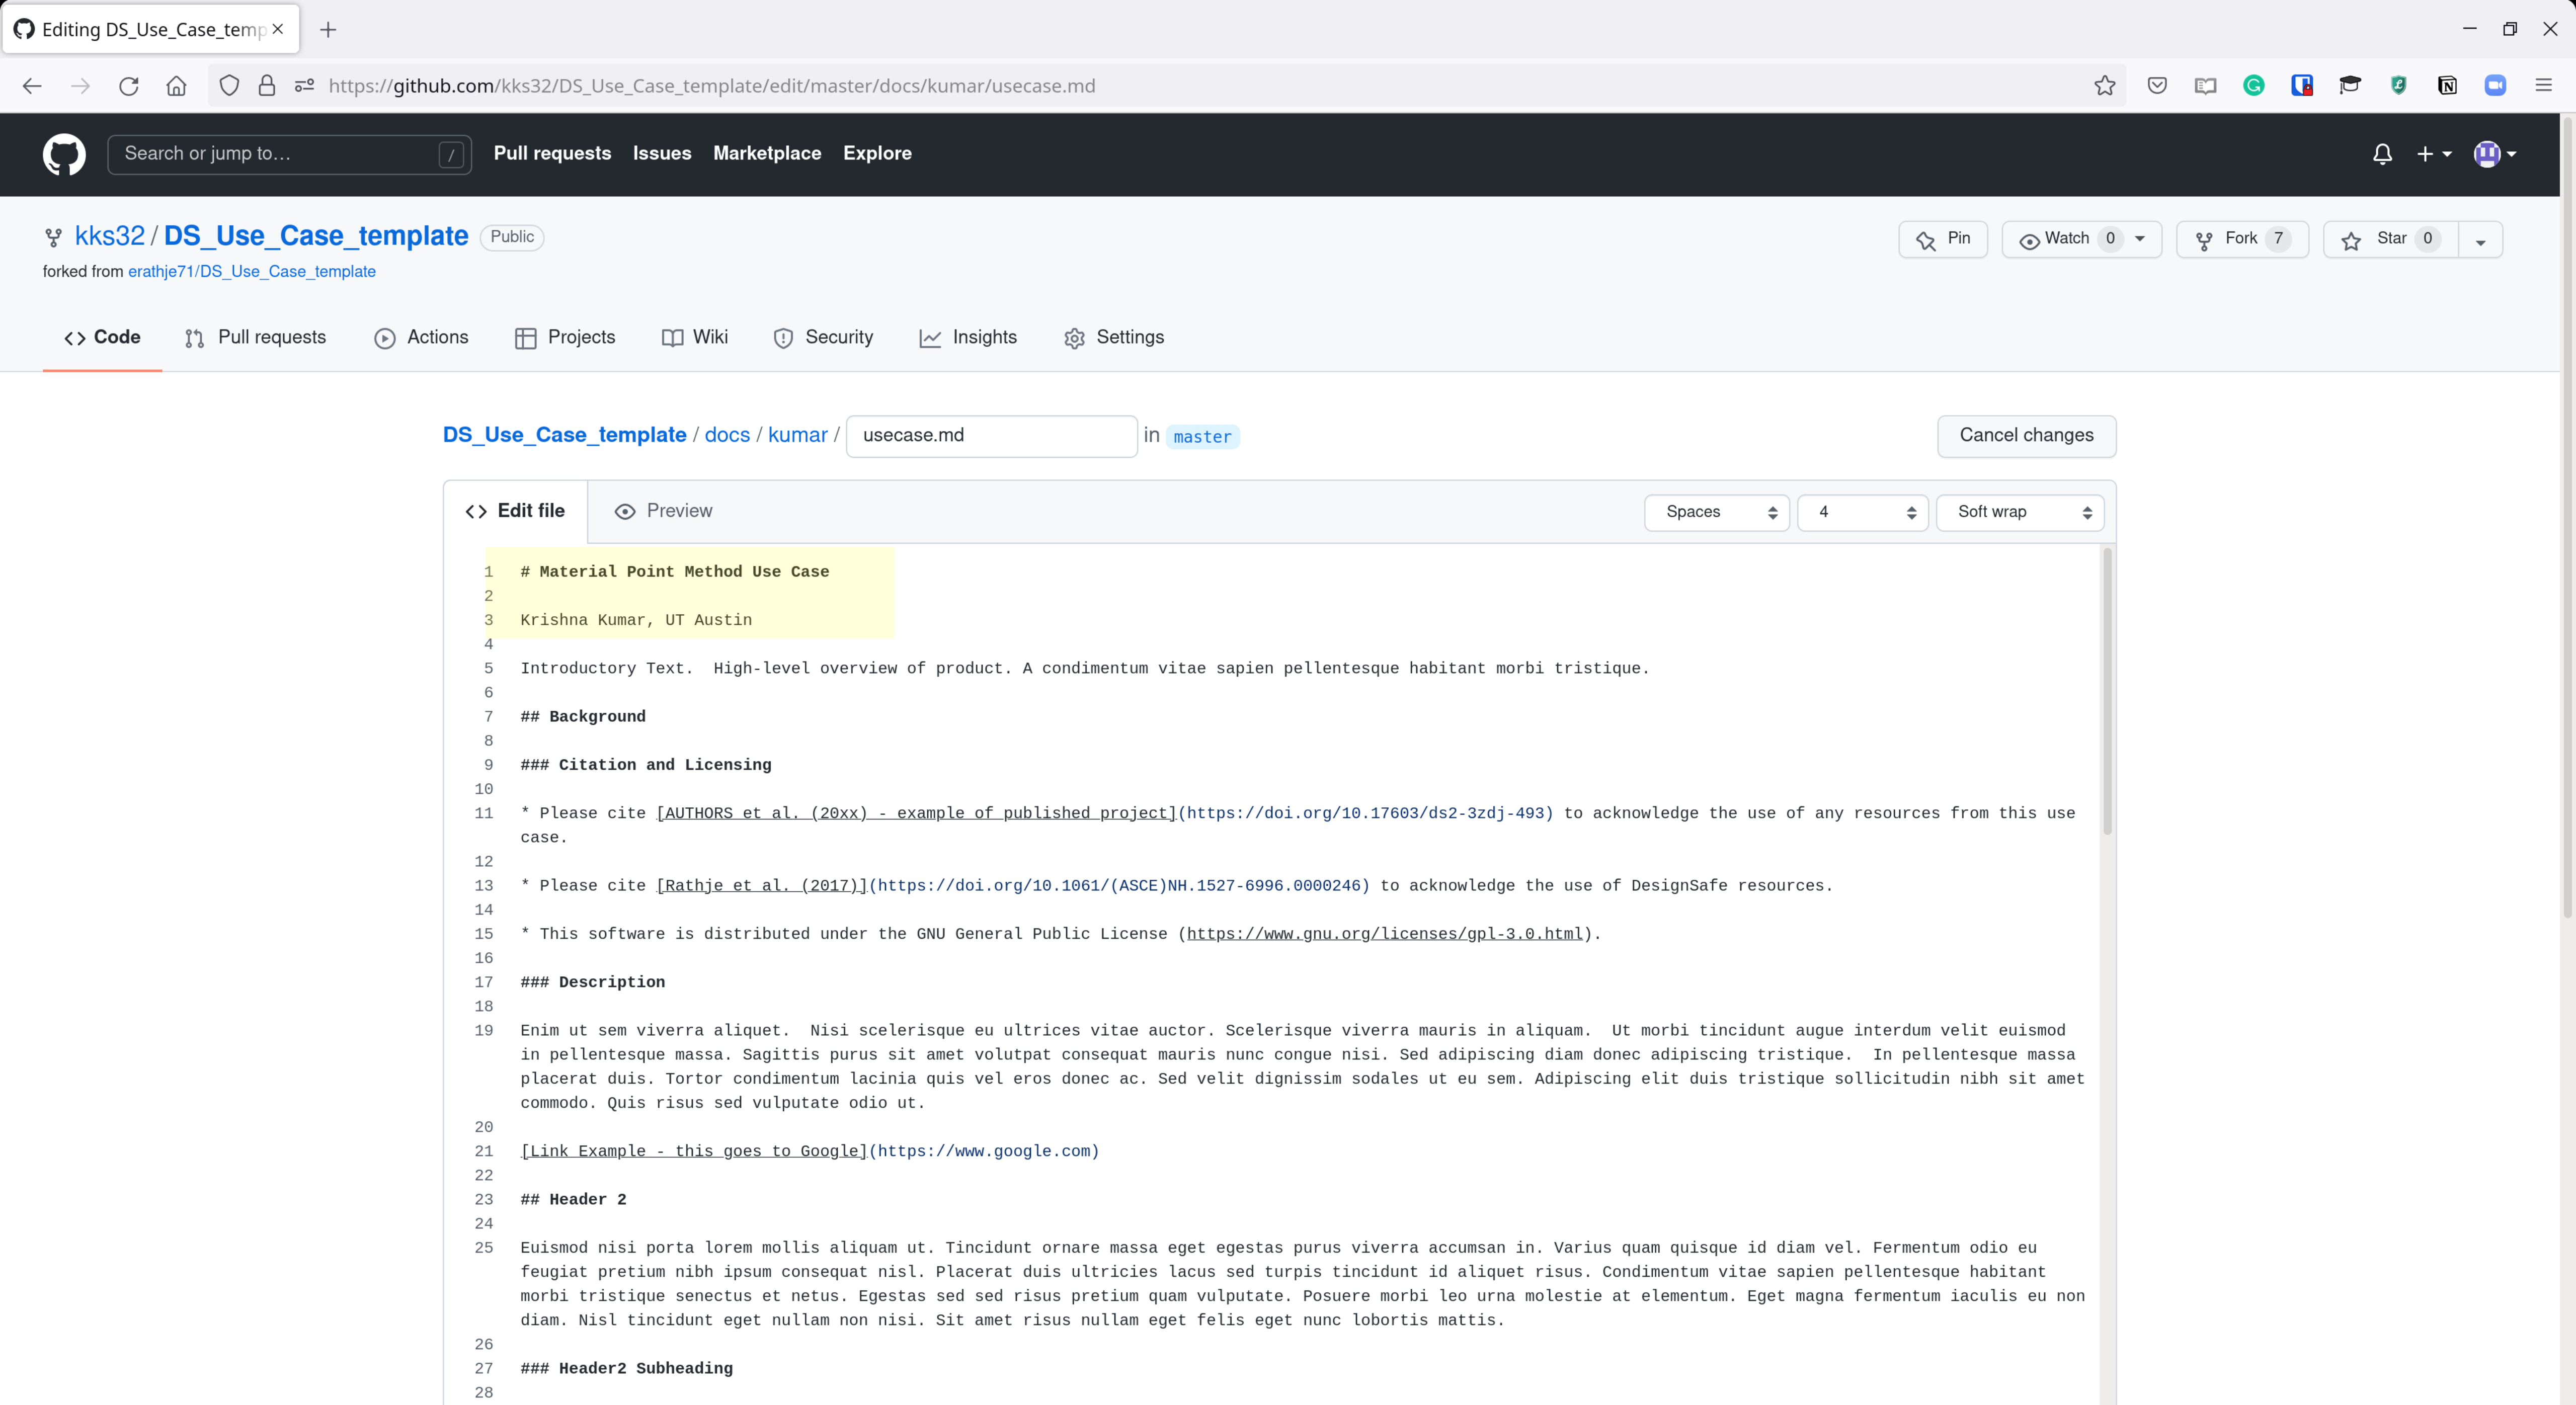 Editing DS_Use_Case_temp
https://github.com/kks32/DS_Use_Case_template/edit/master/docs/kumar/usecase.md
Search or jump to… /
Pull requests Issues Marketplace Explore
kks32 / DS_Use_Case_template Public
Pin Watch 0 Fork 7 Star 0
forked from erathje71/DS_Use_Case_template
Code Pull requests Actions Projects Wiki Security Insights Settings
DS_Use_Case_template / docs / kumar / usecase.md in master Cancel changes
Edit file Preview Spaces 4 Soft wrap
1 # Material Point Method Use Case
2
3 Krishna Kumar, UT Austin
4
5 Introductory Text.  High-level overview of product. A condimentum vitae sapien pellentesque habitant morbi tristique.
6
7 ## Background
8
9 ### Citation and Licensing
10
11 * Please cite [AUTHORS et al. (20xx) - example of published project](https://doi.org/10.17603/ds2-3zdj-493) to acknowledge the use of any resources from this use
case.
12
13 * Please cite [Rathje et al. (2017)](https://doi.org/10.1061/(ASCE)NH.1527-6996.0000246) to acknowledge the use of DesignSafe resources.
14
15 * This software is distributed under the GNU General Public License (https://www.gnu.org/licenses/gpl-3.0.html).
16
17 ### Description
18
19 Enim ut sem viverra aliquet.  Nisi scelerisque eu ultrices vitae auctor. Scelerisque viverra mauris in aliquam.  Ut morbi tincidunt augue interdum velit euismod
in pellentesque massa. Sagittis purus sit amet volutpat consequat mauris nunc congue nisi. Sed adipiscing diam donec adipiscing tristique.  In pellentesque massa
placerat duis. Tortor condimentum lacinia quis vel eros donec ac. Sed velit dignissim sodales ut eu sem. Adipiscing elit duis tristique sollicitudin nibh sit amet
commodo. Quis risus sed vulputate odio ut.
20
21 [Link Example - this goes to Google](https://www.google.com)
22
23 ## Header 2
24
25 Euismod nisi porta lorem mollis aliquam ut. Tincidunt ornare massa eget egestas purus viverra accumsan in. Varius quam quisque id diam vel. Fermentum odio eu
feugiat pretium nibh ipsum consequat nisl. Placerat duis ultricies lacus sed turpis tincidunt id aliquet risus. Condimentum vitae sapien pellentesque habitant
morbi tristique senectus et netus. Egestas sed sed risus pretium quam vulputate. Posuere morbi leo urna molestie at elementum. Eget magna fermentum iaculis eu non
diam. Nisl tincidunt eget nullam non nisi. Sit amet risus nullam eget felis eget nunc lobortis mattis.
26
27 ### Header2 Subheading
28